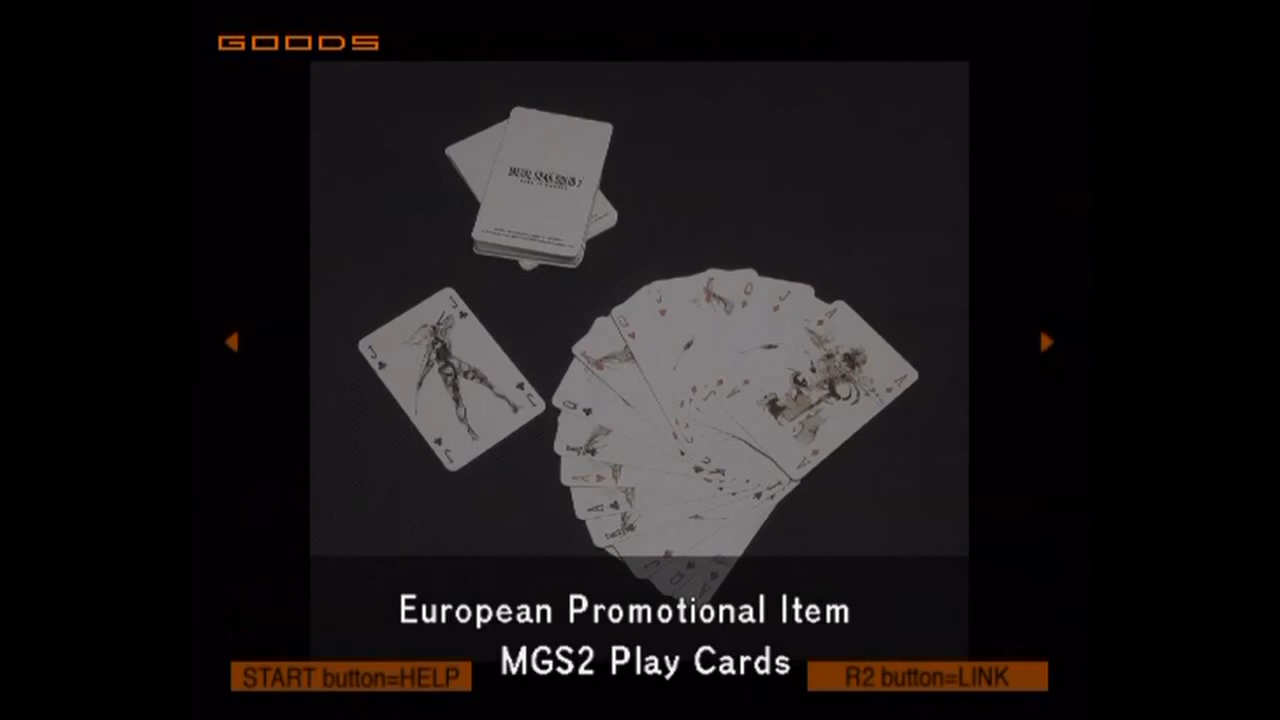 GOODS
European Promotional Item
MGS2 Play Cards
START button=HELP
R2 button=LINK